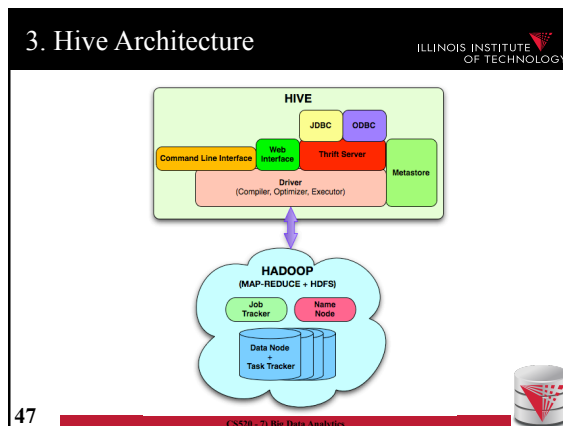 3. Hive Architecture
ILLINOIS INSTITUTE
OF TECHNOLOGY
HIVE
JDBC
ODBC
Command Line Interface
Web
Interface
Thrift Server
Metastore
Driver
(Compiler, Optimizer, Executor)
HADOOP
(MAP-REDUCE + HDFS)
Job
Tracker
Name
Node
Data Node
+
Task Tracker
47
CS520 - 7) Big Data Analytics